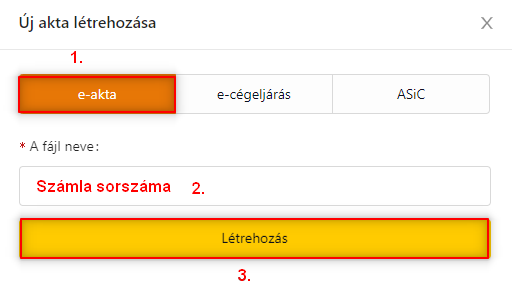 Új akta létrehozása
1.
e-akta e-cégeljárás ASiC
* A fájl neve:
Számla sorszáma 2.
Létrehozás
3.